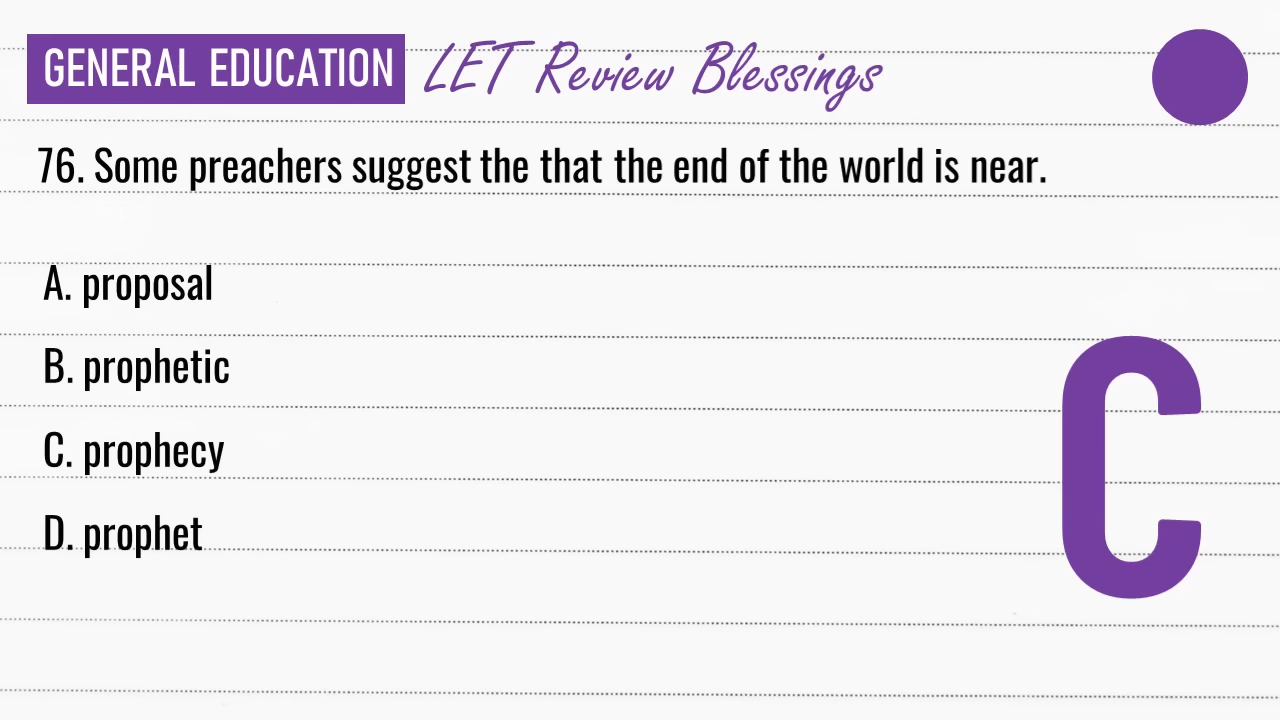 GENERAL EDUCATION LET Review Blessings
76. Some preachers suggest the that the end of the world is near.
A. proposal
B. prophetic
C. prophecy
D. prophet
C